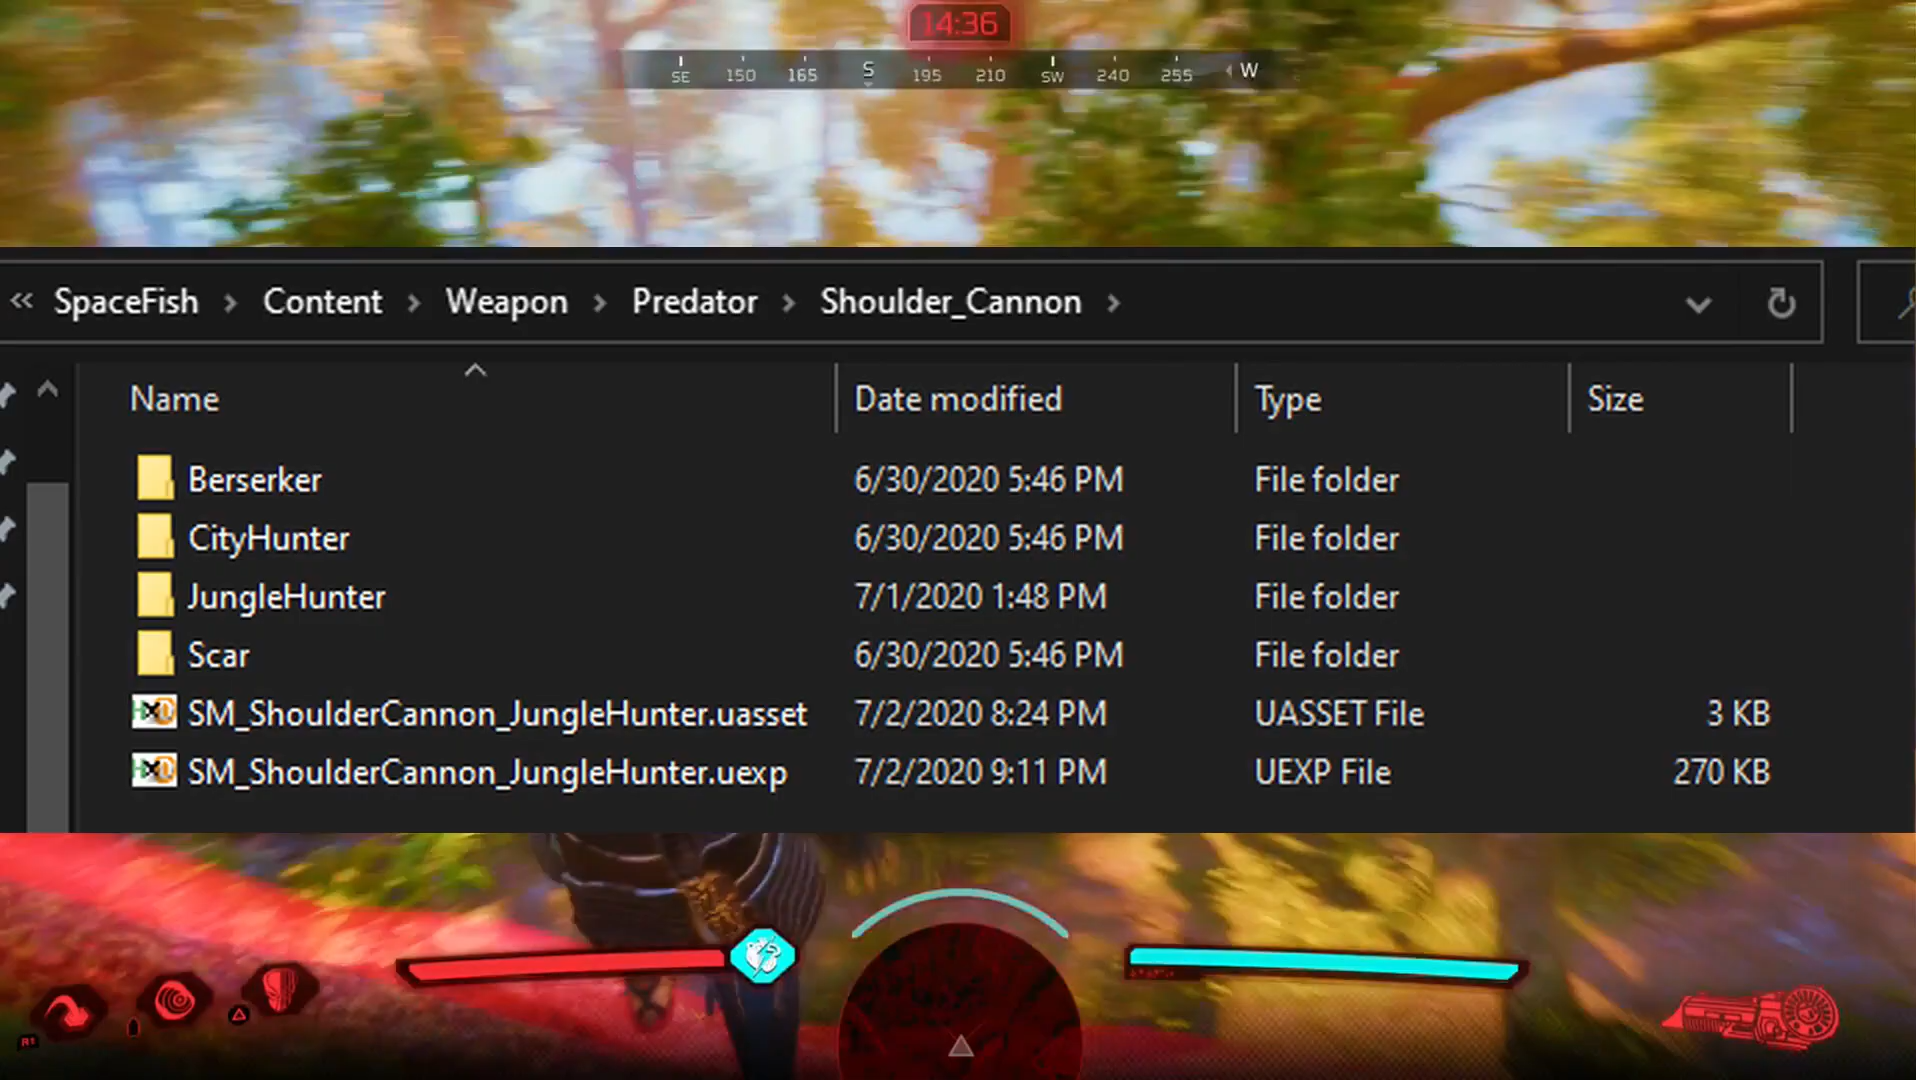 14:36
SE 150 165 S 195 210 SW 240 255 W
« SpaceFish › Content › Weapon › Predator › Shoulder_Cannon ›
Name Date modified Type Size
Berserker 6/30/2020 5:46 PM File folder
CityHunter 6/30/2020 5:46 PM File folder
JungleHunter 7/1/2020 1:48 PM File folder
Scar 6/30/2020 5:46 PM File folder
SM_ShoulderCannon_JungleHunter.uasset 7/2/2020 8:24 PM UASSET File 3 KB
SM_ShoulderCannon_JungleHunter.uexp 7/2/2020 9:11 PM UEXP File 270 KB
R1